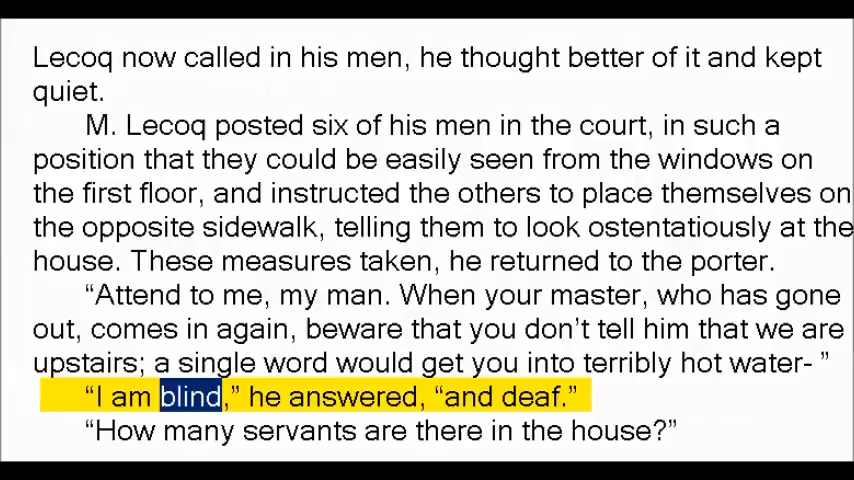 Lecoq now called in his men, he thought better of it and kept
quiet.
M. Lecoq posted six of his men in the court, in such a
position that they could be easily seen from the windows on
the first floor, and instructed the others to place themselves on
the opposite sidewalk, telling them to look ostentatiously at the
house. These measures taken, he returned to the porter.
“Attend to me, my man. When your master, who has gone
out, comes in again, beware that you don’t tell him that we are
upstairs; a single word would get you into terribly hot water- ”
“I am blind,” he answered, “and deaf.”
“How many servants are there in the house?”